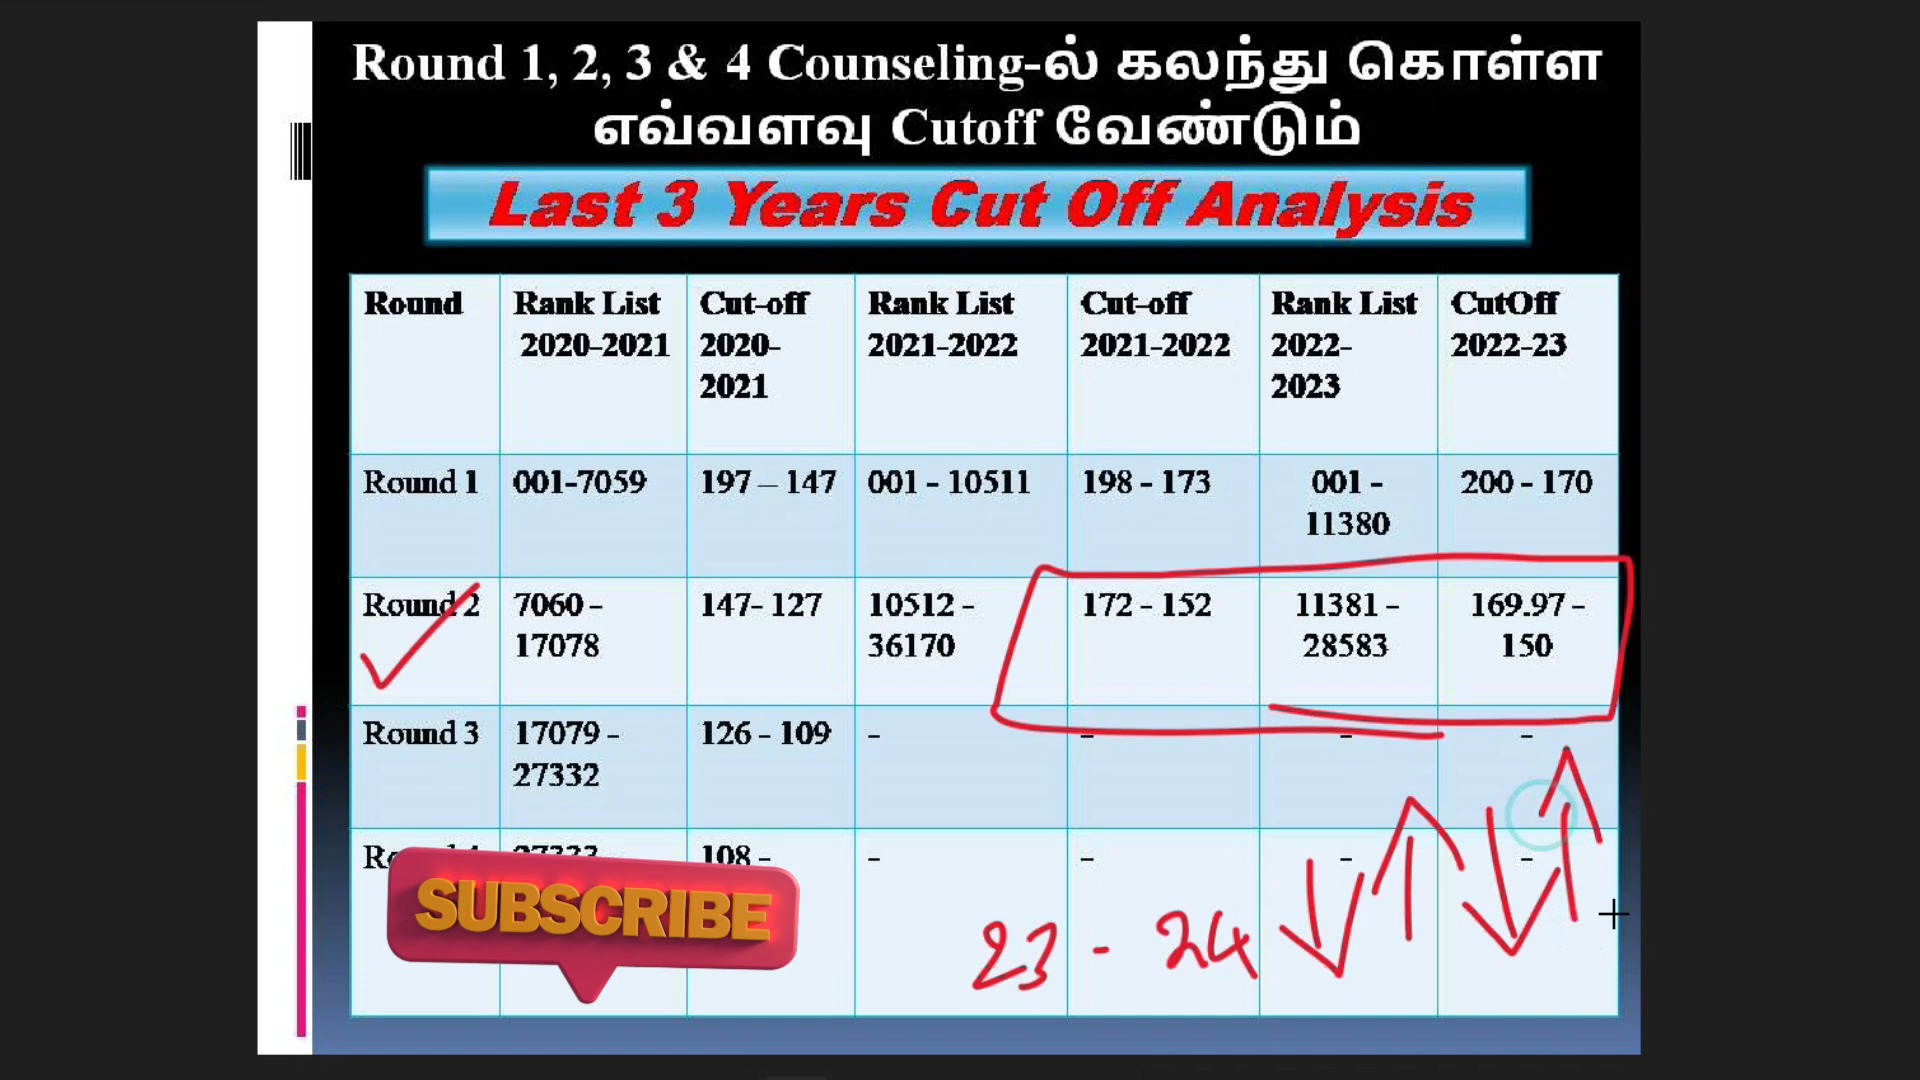 Round 1, 2, 3 & 4 Counseling-ல் கலந்து கொள்ள
எவ்வளவு Cutoff வேண்டும்
Last 3 Years Cut Off Analysis
Round Rank List 2020-2021 Cut-off 2020-2021 Rank List 2021-2022 Cut-off 2021-2022 Rank List 2022-2023 CutOff 2022-23
Round 1 001-7059 197 – 147 001 - 10511 198 - 173 001 - 11380 200 - 170
Round 2 7060 - 17078 147- 127 10512 - 36170 172 - 152 11381 - 28583 169.97 - 150
Round 3 17079 - 27332 126 - 109 - - - -
108 - - - - -
SUBSCRIBE
23 - 24